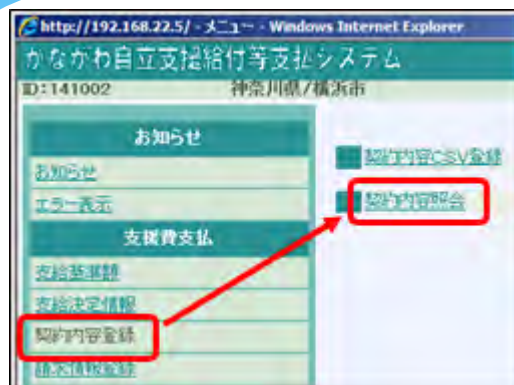 http://192.168.22.5/ - メニュー - Windows Internet Explorer
かながわ自立支援給付等支払システム
ID:141002 神奈川県/横浜市
お知らせ
お知らせ
エラー表示
支援費支払
支給基準額
支給決定情報
契約内容登録
請求情報登録
契約内容CSV登録
契約内容照会